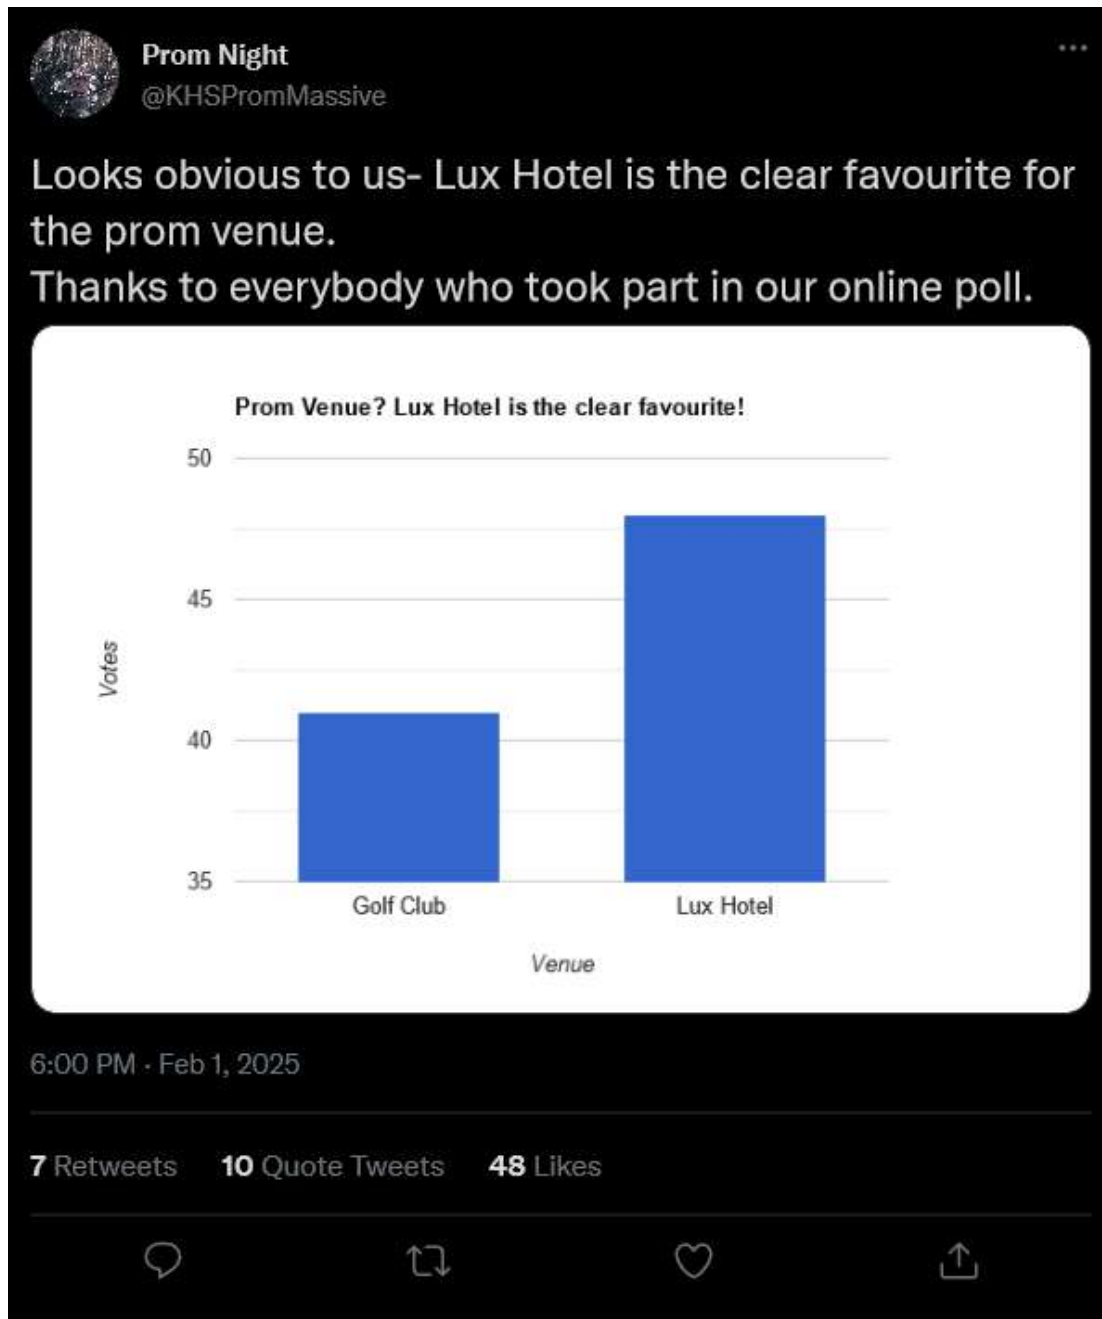 Prom Night
@KHSPromMassive
Looks obvious to us- Lux Hotel is the clear favourite for
the prom venue.
Thanks to everybody who took part in our online poll.
Prom Venue? Lux Hotel is the clear favourite!
50
45
40
35
Votes
Golf Club
Lux Hotel
Venue
6:00 PM · Feb 1, 2025
7 Retweets 10 Quote Tweets 48 Likes